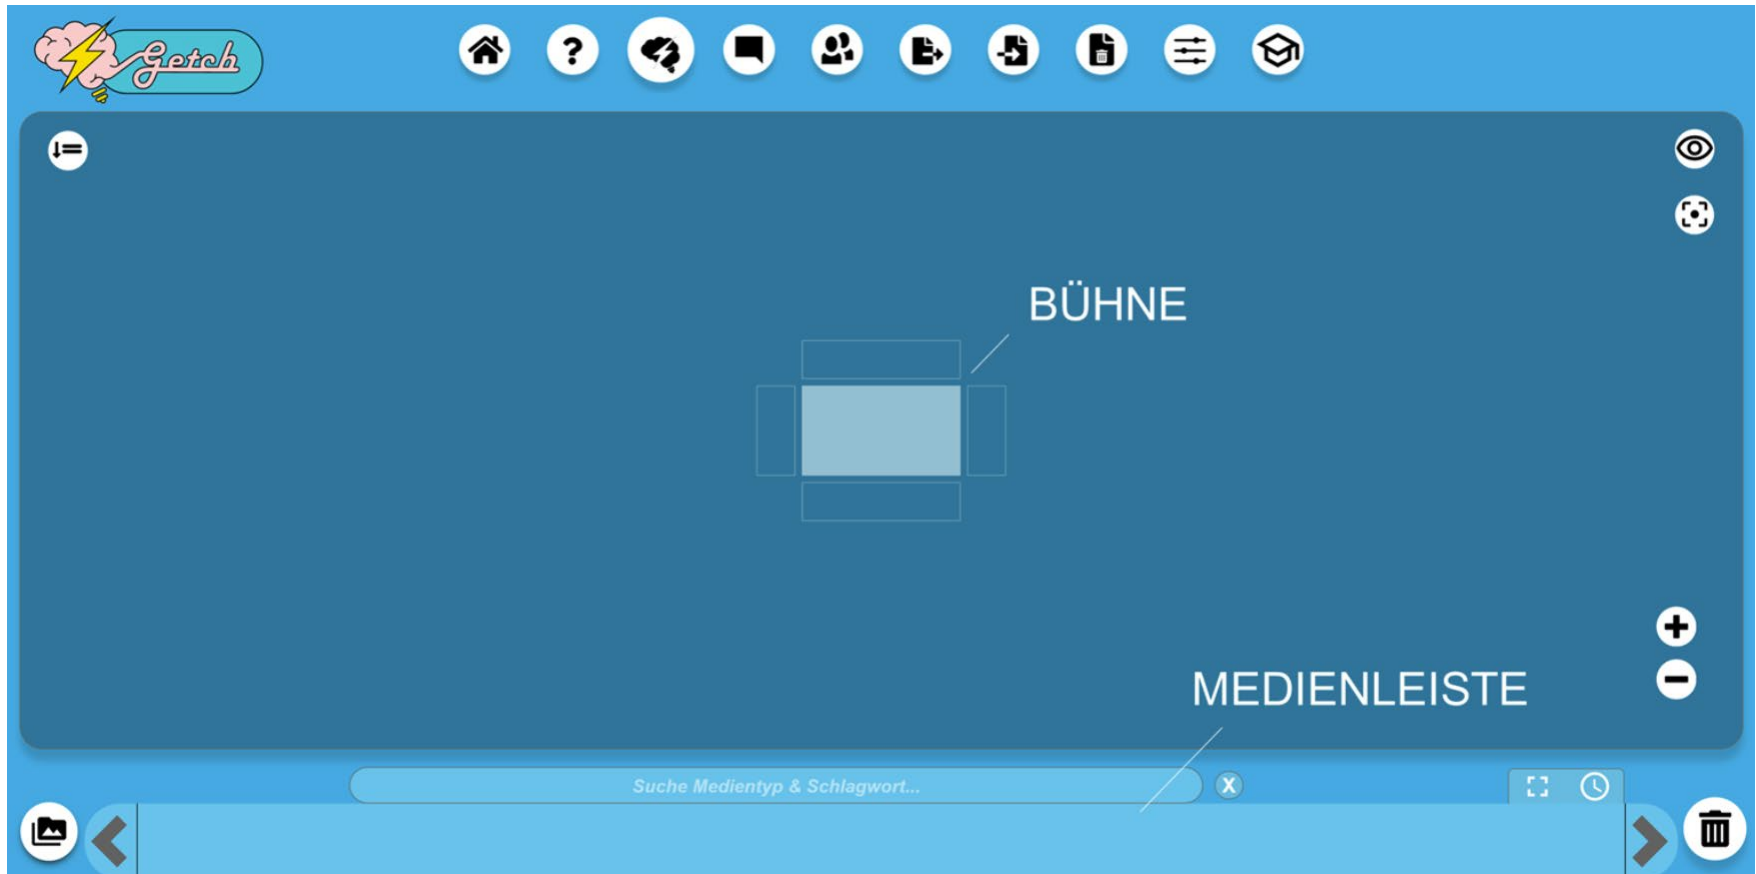 Getch
?
BÜHNE
MEDIENLEISTE
Suche Medientyp & Schlagwort...
X